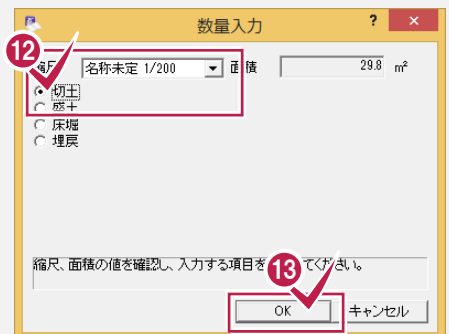 数量入力
? ×
12
縮尺 名称未定 1/200 面積 29.8 m²
切土
盛土
床堀
埋戻
縮尺、面積の値を確認し、入力する項目を
てください。
13
OK キャンセル